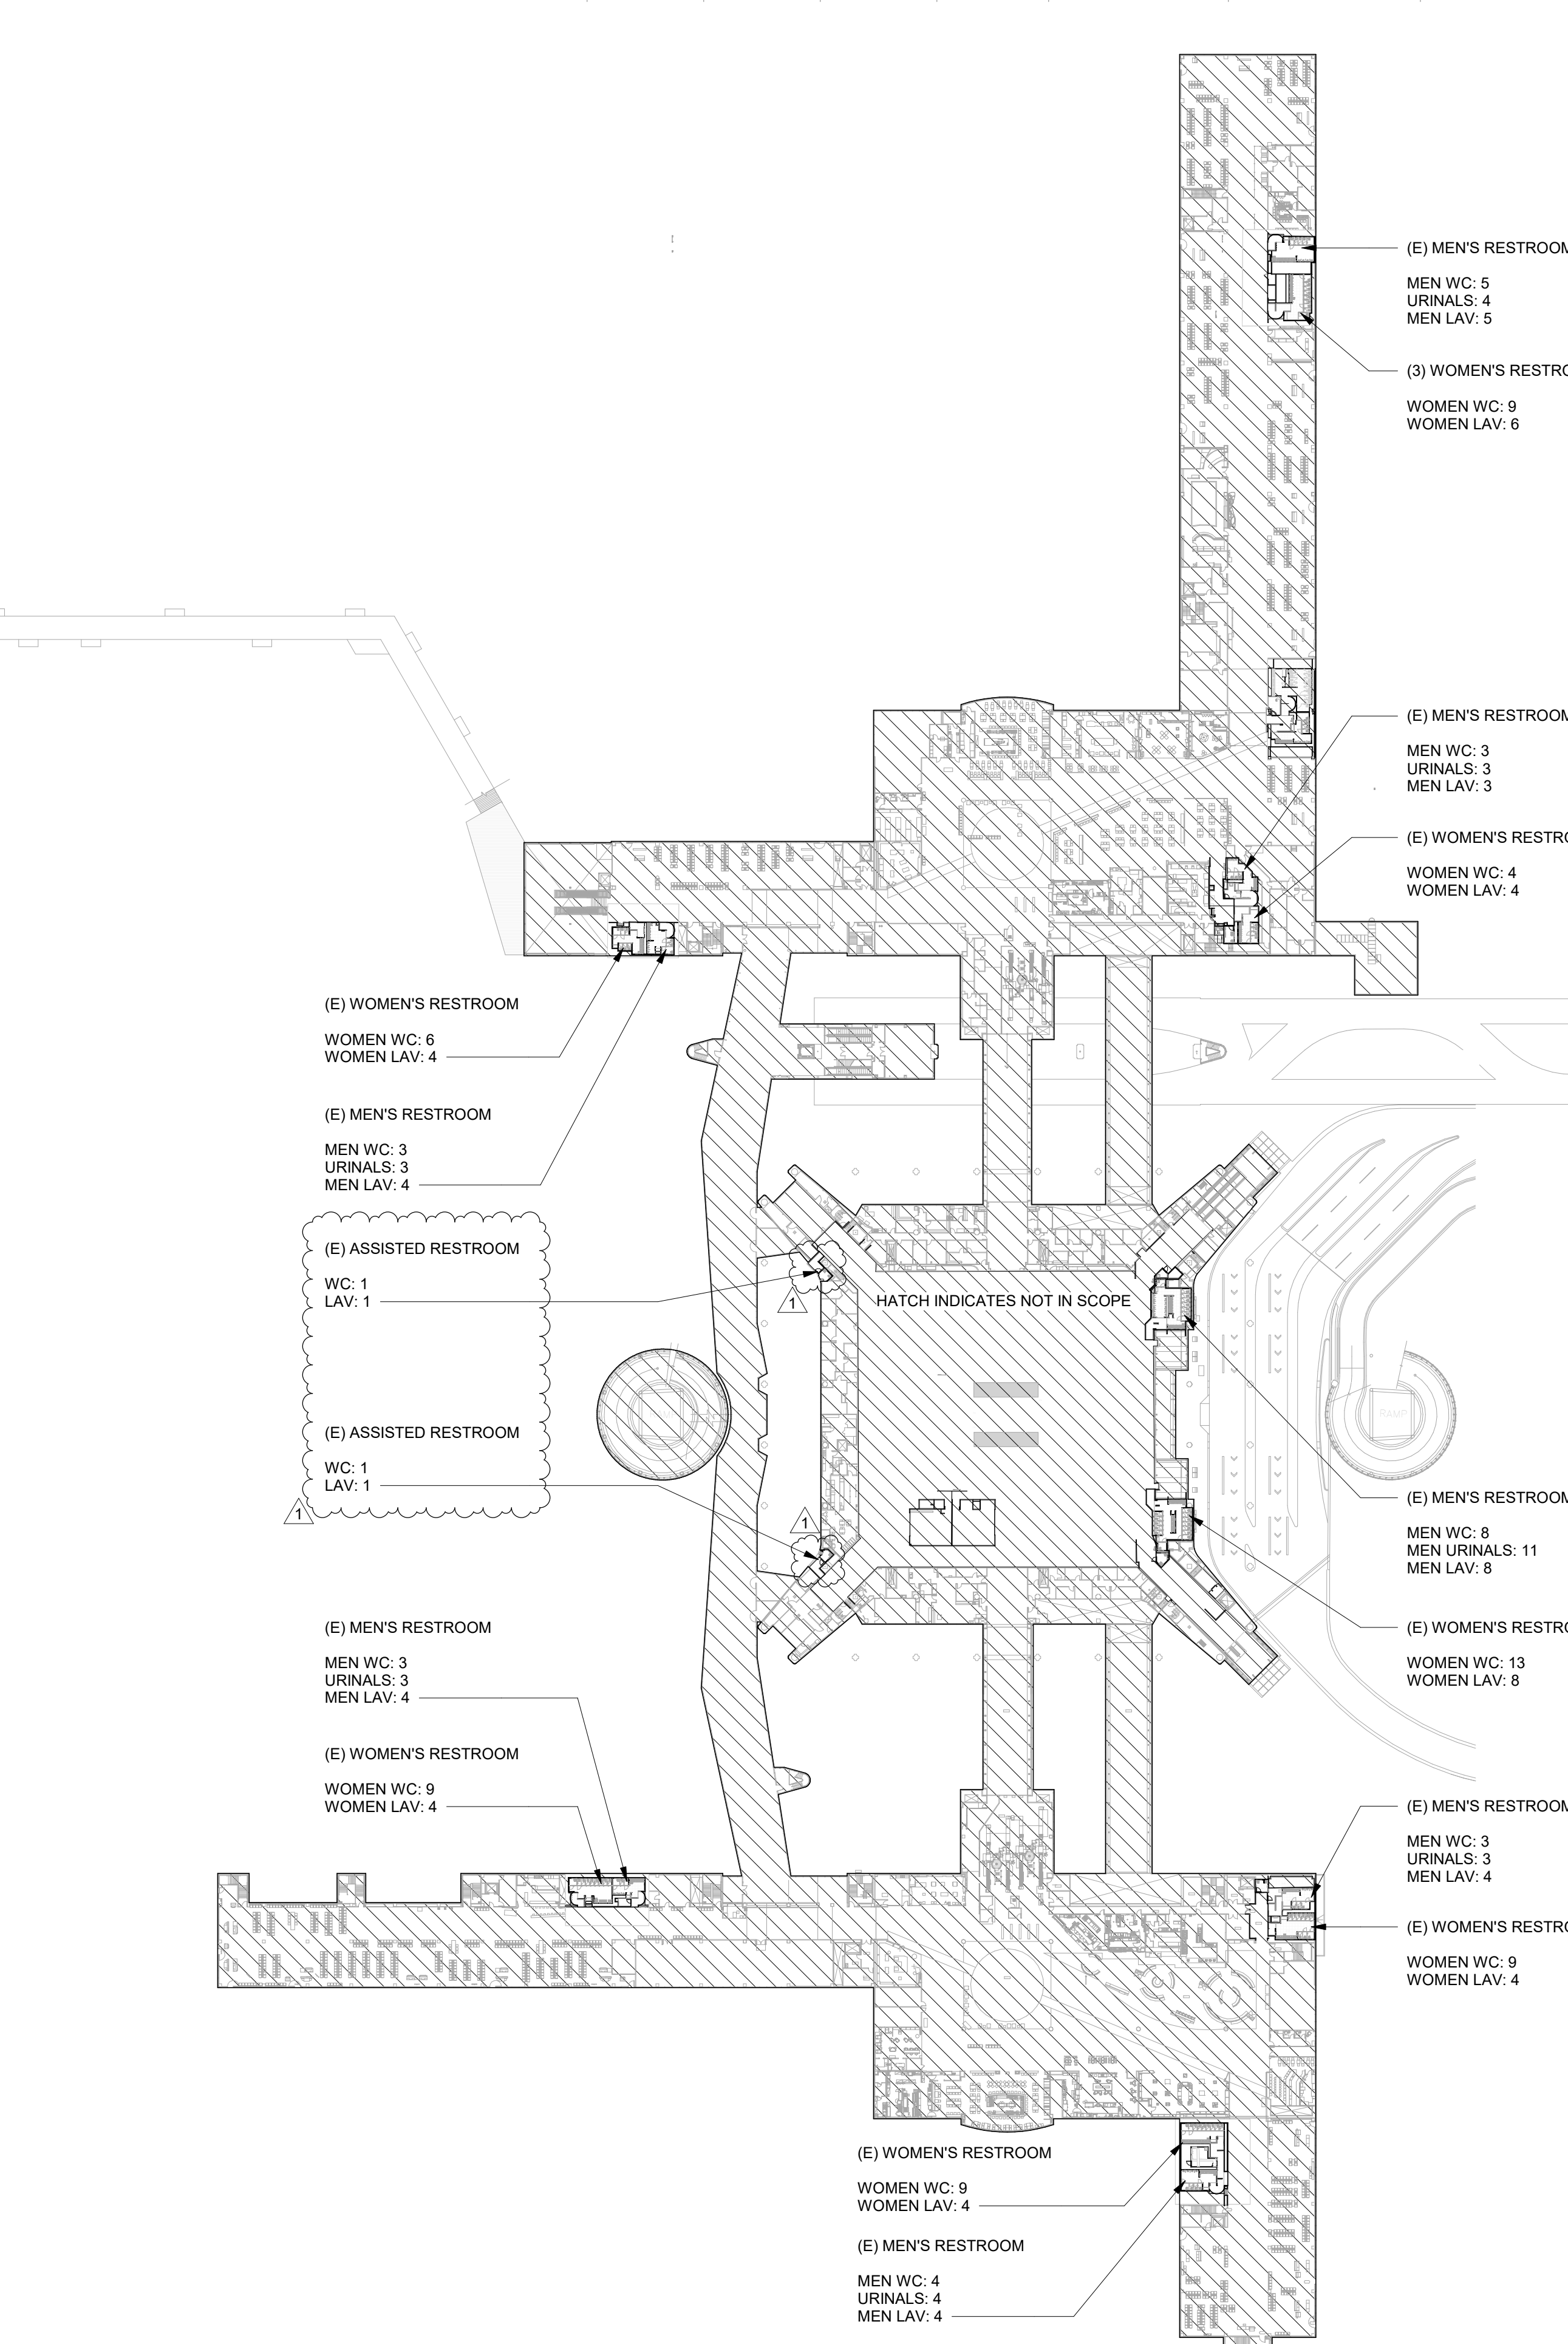 (E) MEN'S RESTROOM
MEN WC: 5
URINALS: 4
MEN LAV: 5
(3) WOMEN'S RESTRO
WOMEN WC: 9
WOMEN LAV: 6
(E) MEN'S RESTROOM
MEN WC: 3
URINALS: 3
MEN LAV: 3
(E) WOMEN'S RESTRO
WOMEN WC: 4
WOMEN LAV: 4
(E) WOMEN'S RESTROOM
WOMEN WC: 6
WOMEN LAV: 4
(E) MEN'S RESTROOM
MEN WC: 3
URINALS: 3
MEN LAV: 4
(E) ASSISTED RESTROOM
WC: 1
LAV: 1
1
HATCH INDICATES NOT IN SCOPE
RAMP
(E) ASSISTED RESTROOM
WC: 1
LAV: 1
1
1
(E) MEN'S RESTROOM
MEN WC: 8
MEN URINALS: 11
MEN LAV: 8
(E) WOMEN'S RESTRO
WOMEN WC: 13
WOMEN LAV: 8
(E) MEN'S RESTROOM
MEN WC: 3
URINALS: 3
MEN LAV: 4
(E) WOMEN'S RESTROOM
WOMEN WC: 9
WOMEN LAV: 4
(E) MEN'S RESTROOM
MEN WC: 3
URINALS: 3
MEN LAV: 4
(E) WOMEN'S RESTRO
WOMEN WC: 9
WOMEN LAV: 4
(E) WOMEN'S RESTROOM
WOMEN WC: 9
WOMEN LAV: 4
(E) MEN'S RESTROOM
MEN WC: 4
URINALS: 4
MEN LAV: 4